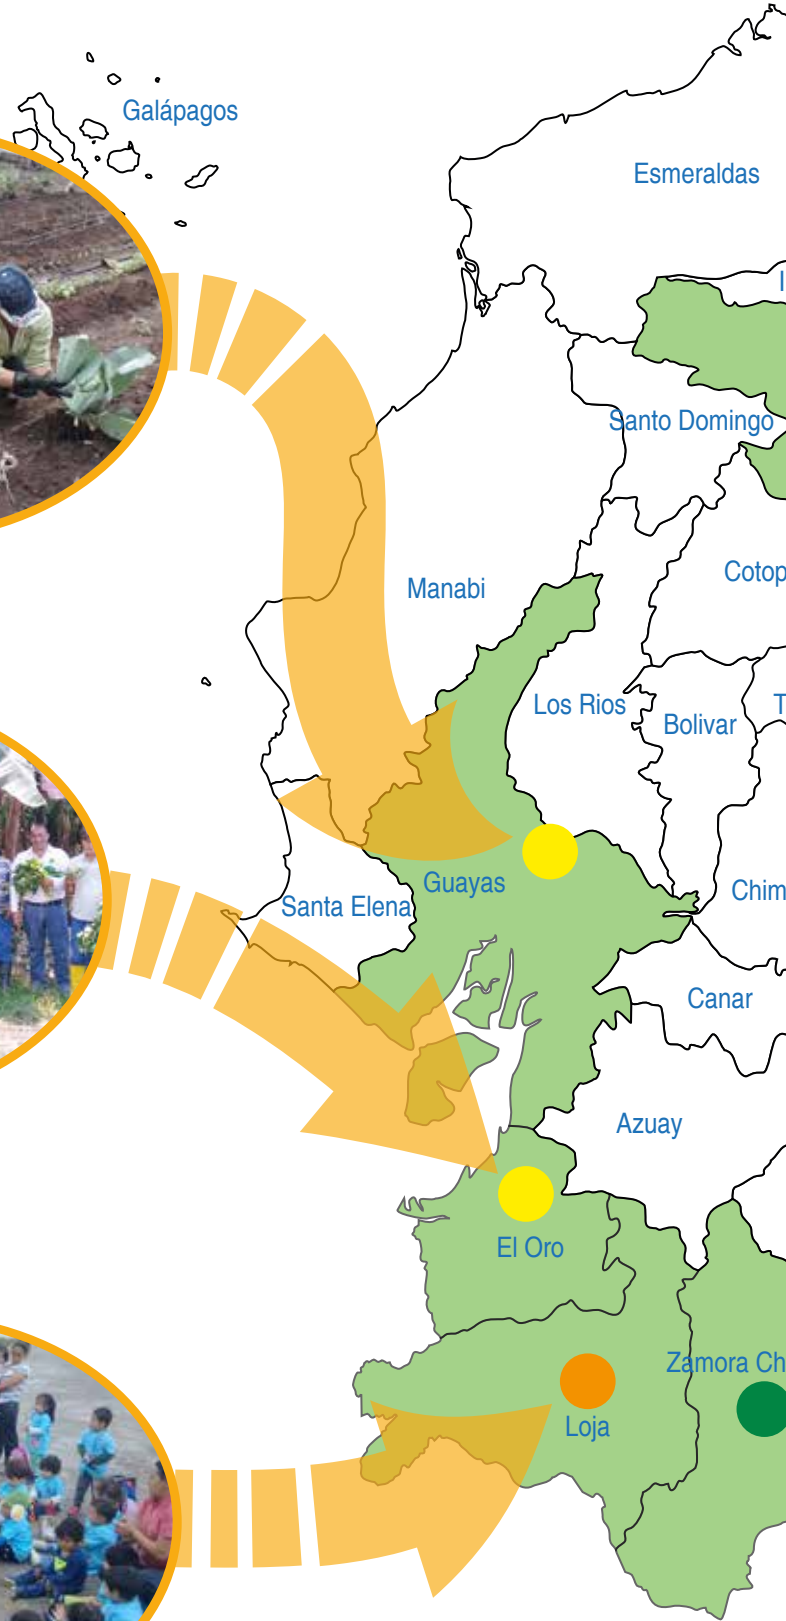 Galápagos
Esmeraldas
I
Santo Domingo
Cotop
Manabi
Los Rios
T
Bolivar
Guayas
Chim
Santa Elena
Canar
Azuay
El Oro
Zamora Ch
Loja